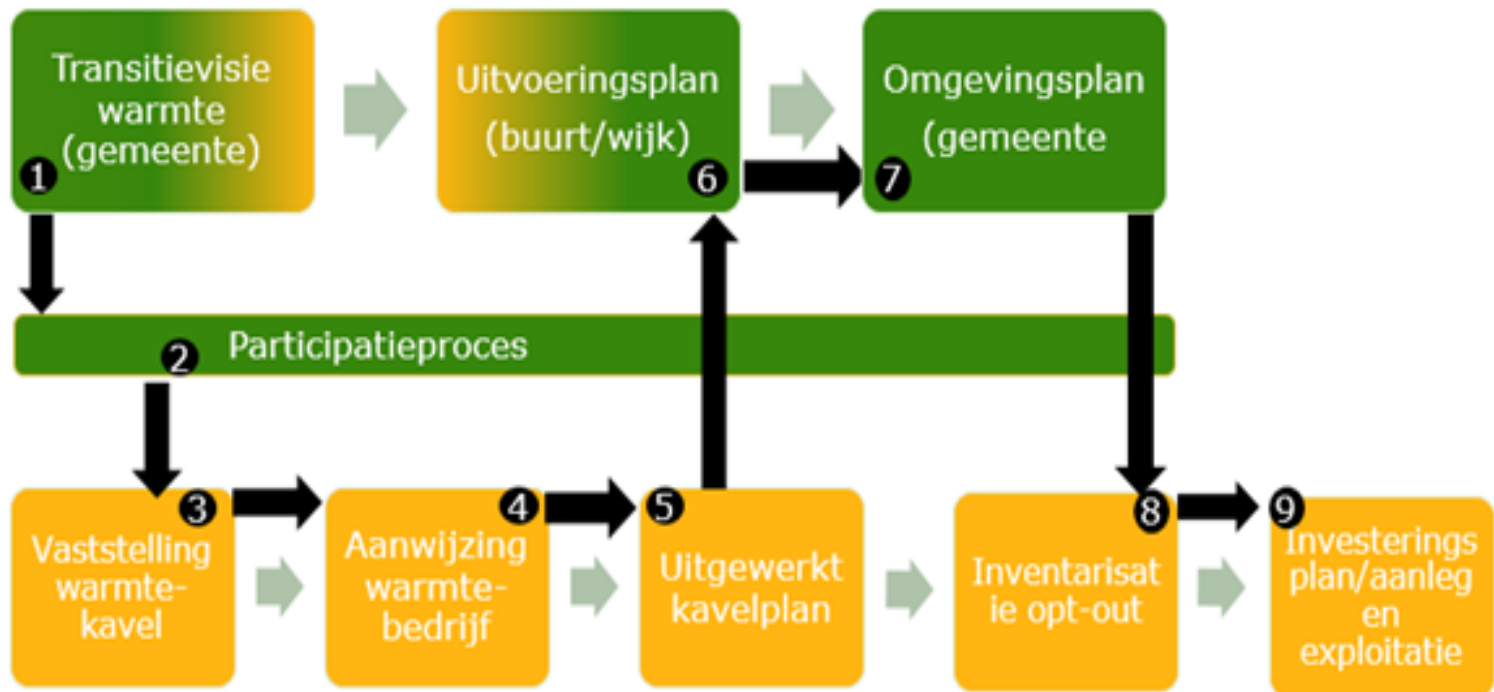 Transitievisie
warmte
(gemeente)
1
Uitvoeringsplan
(buurt/wijk)
6
Omgevingsplan
(gemeente
7
Participatieproces
2
3
Vaststelling
warmte-
kavel
4
Aanwijzing
warmte-
bedrijf
5
Uitgewerkt
kavelplan
8
Inventarisat
ie opt-out
9
Investerings
plan/aanleg
en
exploitatie